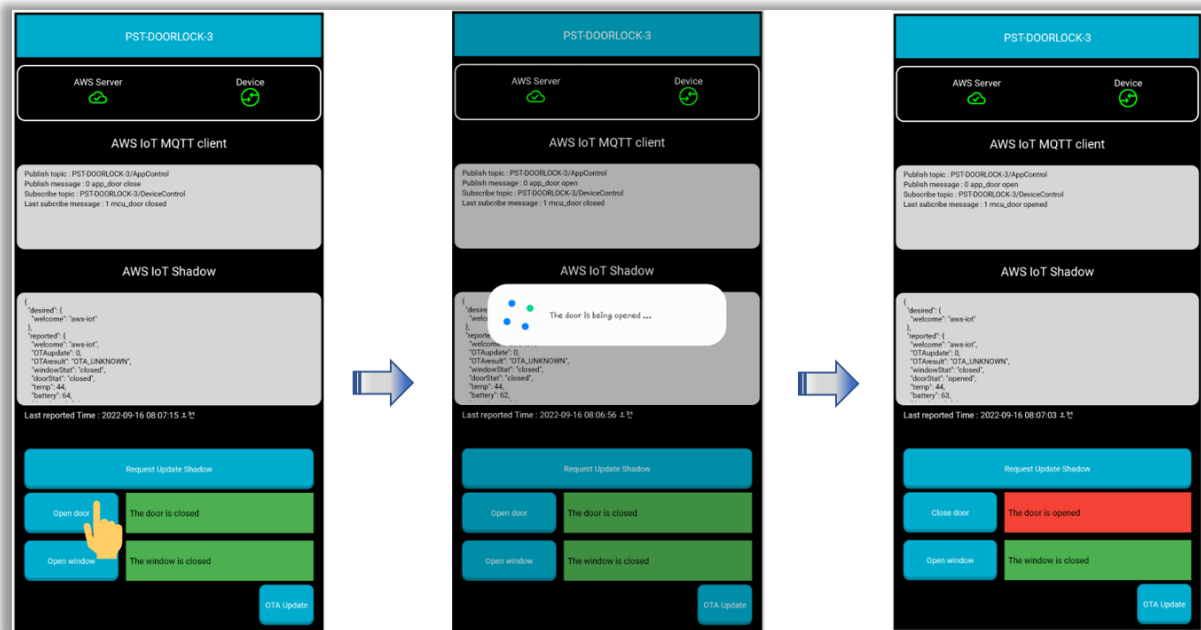 PST-DOORLOCK-3
AWS Server
Device
AWS IoT MQTT client
Publish topic : PST-DOORLOCK-3/AppControl
Publish message : 0 app_door close
Subscribe topic : PST-DOORLOCK-3/DeviceControl
Last subcribe message : 1 mcu_door closed
AWS IoT Shadow
{
"desired": {
"welcome": "aws-iot"
},
"reported": {
"welcome": "aws-iot",
"OTAupdate": 0,
"OTAresult": "OTA_UNKNOWN",
"windowStat": "closed",
"doorStat": "closed",
"temp": 44,
"battery": 64,
Last reported Time : 2022-09-16 08:07:15 오전
Request Update Shadow
Open door
The door is closed
Open window
The window is closed
OTA Update
PST-DOORLOCK-3
AWS Server
Device
AWS IoT MQTT client
Publish topic : PST-DOORLOCK-3/AppControl
Publish message : 0 app_door open
Subscribe topic : PST-DOORLOCK-3/DeviceControl
Last subcribe message : 1 mcu_door closed
AWS IoT Shadow
{
The door is being opened ...
"OTAupdate": 0,
"OTAresult": "OTA_UNKNOWN",
"windowStat": "closed",
"doorStat": "closed",
"temp": 44,
"battery": 62,
Last reported Time : 2022-09-16 08:06:56 오전
Request Update Shadow
Open door
The door is closed
Open window
The window is closed
OTA Update
PST-DOORLOCK-3
AWS Server
Device
AWS IoT MQTT client
Publish topic : PST-DOORLOCK-3/AppControl
Publish message : 0 app_door open
Subscribe topic : PST-DOORLOCK-3/DeviceControl
Last subcribe message : 1 mcu_door opened
AWS IoT Shadow
{
"desired": {
"welcome": "aws-iot"
},
"reported": {
"welcome": "aws-iot",
"OTAupdate": 0,
"OTAresult": "OTA_UNKNOWN",
"windowStat": "closed",
"doorStat": "opened",
"temp": 44,
"battery": 63,
Last reported Time : 2022-09-16 08:07:03 오전
Request Update Shadow
Close door
The door is opened
Open window
The window is closed
OTA Update